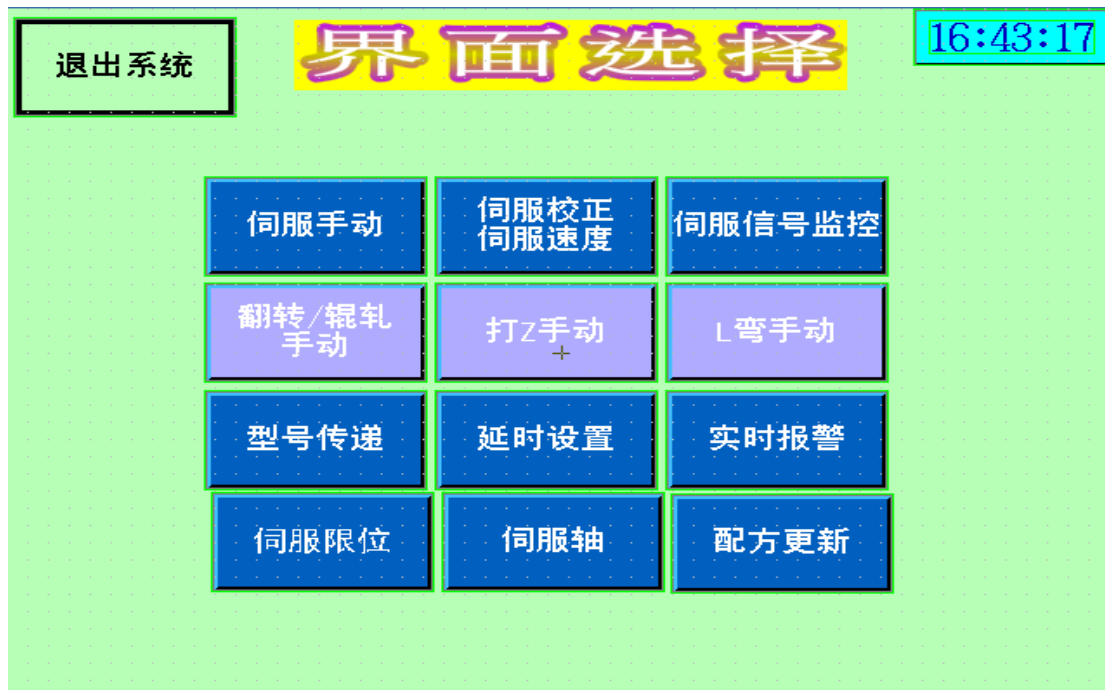 退出系统
界面选择
16:43:17
伺服手动
伺服校正
伺服速度
伺服信号监控
翻转/辊轧
手动
打Z手动
L弯手动
型号传递
延时设置
实时报警
伺服限位
伺服轴
配方更新